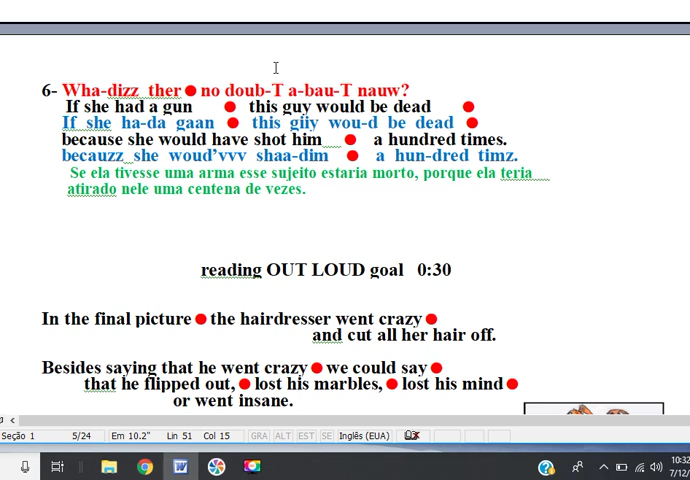 6- Wha-dizz ther ● no doub-T a-bau-T nauw?
If she had a gun ● this guy would be dead ●
If she ha-da gaan ● this giiy wou-d be dead ●
because she would have shot him ● a hundred times.
becauzz she woud’vvv shaa-dim ● a hun-dred timz.
Se ela tivesse uma arma esse sujeito estaria morto, porque ela teria
atirado nele uma centena de vezes.
reading OUT LOUD goal 0:30
In the final picture ● the hairdresser went crazy ●
and cut all her hair off.
Besides saying that he went crazy ● we could say ●
that he flipped out, ● lost his marbles, ● lost his mind ●
or went insane.
Seção 1 5/24 Em 10.2" Lin 51 Col 15 GRA ALT EST SE Inglês (EUA)
10:32
7/12/